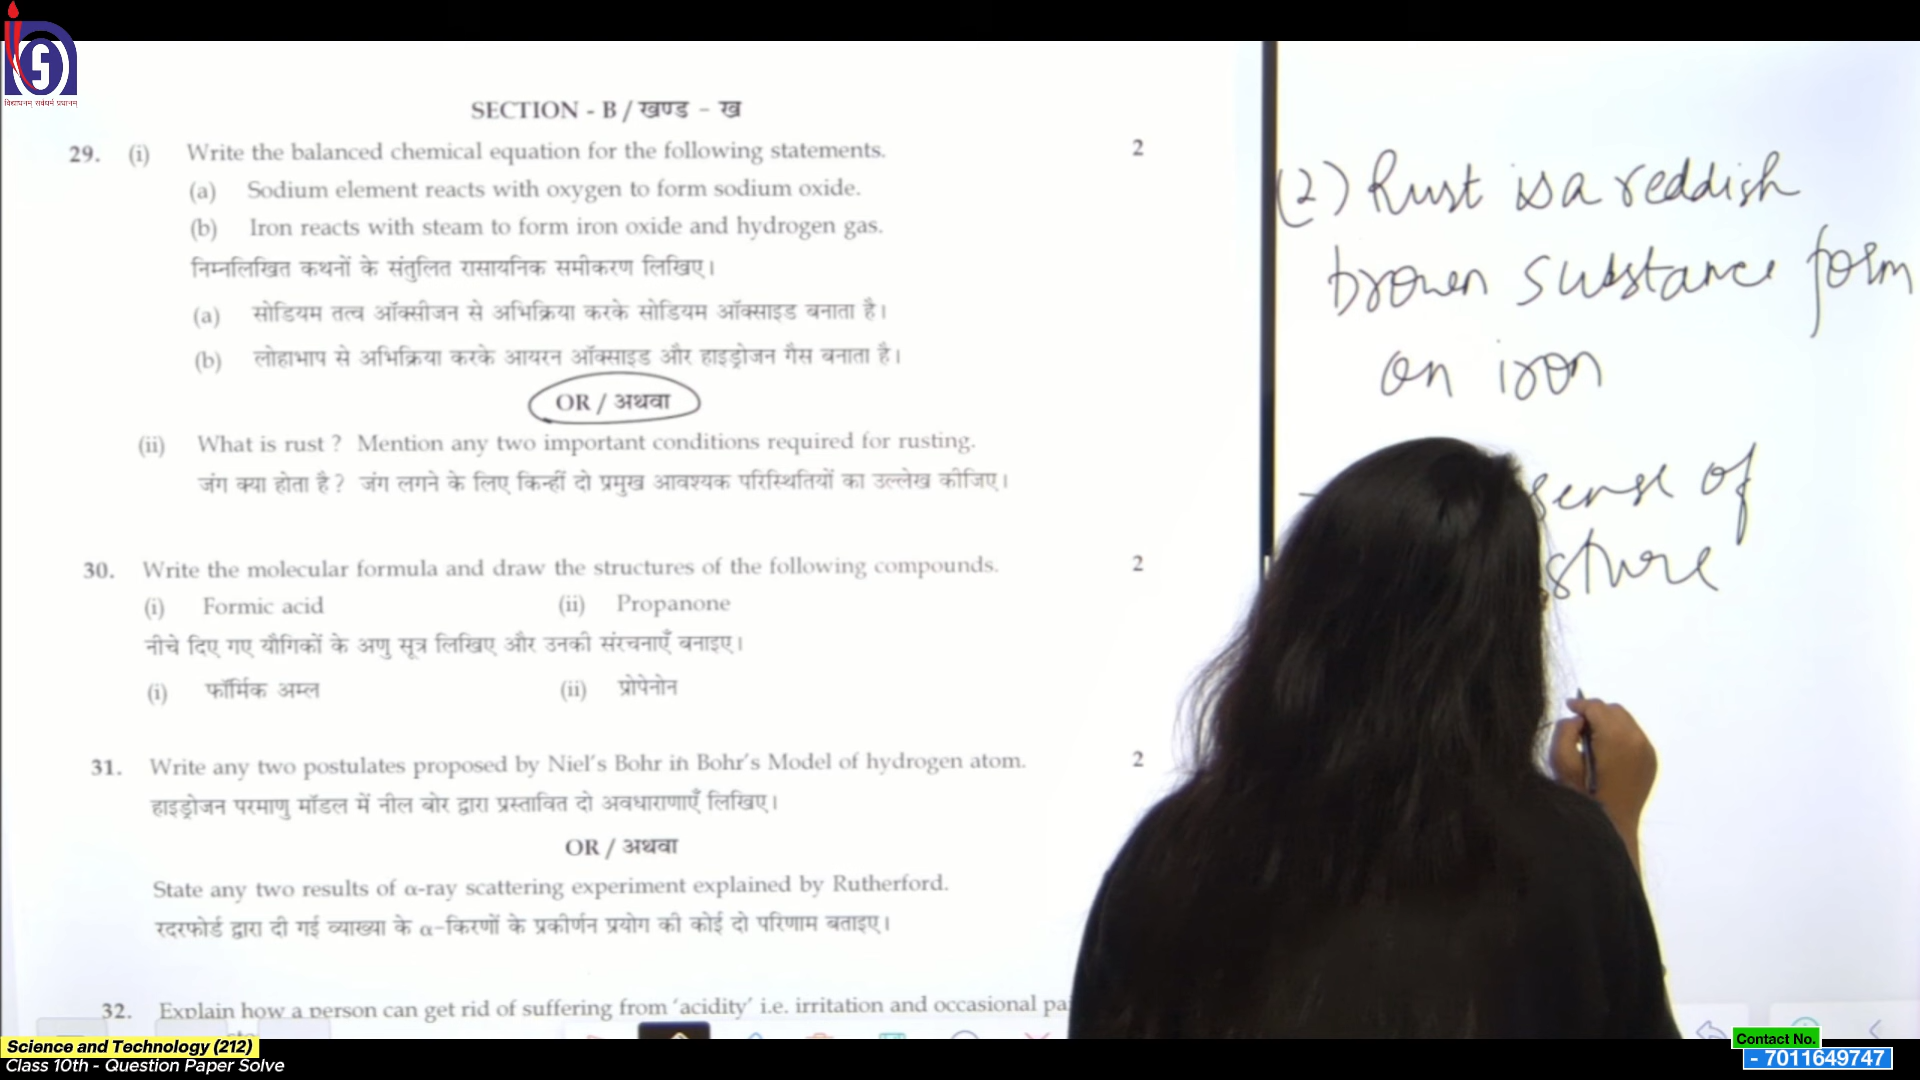 विद्याधनम् सर्वधर्म प्रधानम्
SECTION - B / खण्ड - ख
29. (i) Write the balanced chemical equation for the following statements. 2
(a) Sodium element reacts with oxygen to form sodium oxide.
(b) Iron reacts with steam to form iron oxide and hydrogen gas.
निम्नलिखित कथनों के संतुलित रासायनिक समीकरण लिखिए।
(a) सोडियम तत्व ऑक्सीजन से अभिक्रिया करके सोडियम ऑक्साइड बनाता है।
(b) लोहाभाप से अभिक्रिया करके आयरन ऑक्साइड और हाइड्रोजन गैस बनाता है।
OR / अथवा
(ii) What is rust ? Mention any two important conditions required for rusting.
जंग क्या होता है ? जंग लगने के लिए किन्हीं दो प्रमुख आवश्यक परिस्थितियों का उल्लेख कीजिए।
30. Write the molecular formula and draw the structures of the following compounds. 2
(i) Formic acid (ii) Propanone
नीचे दिए गए यौगिकों के अणु सूत्र लिखिए और उनकी संरचनाएँ बनाइए।
(i) फॉर्मिक अम्ल (ii) प्रोपेनोन
31. Write any two postulates proposed by Niel's Bohr in Bohr's Model of hydrogen atom. 2
हाइड्रोजन परमाणु मॉडल में नील बोर द्वारा प्रस्तावित दो अवधाराणाएँ लिखिए।
OR / अथवा
State any two results of α-ray scattering experiment explained by Rutherford.
रदरफोर्ड द्वारा दी गई व्याख्या के α-किरणों के प्रकीर्णन प्रयोग की कोई दो परिणाम बताइए।
32. Explain how a person can get rid of suffering from 'acidity' i.e. irritation and occasional
(2) Rust is a reddish
brown substance form
on iron
of
Science and Technology (212)
Class 10th - Question Paper Solve
Contact No.
- 7011649747